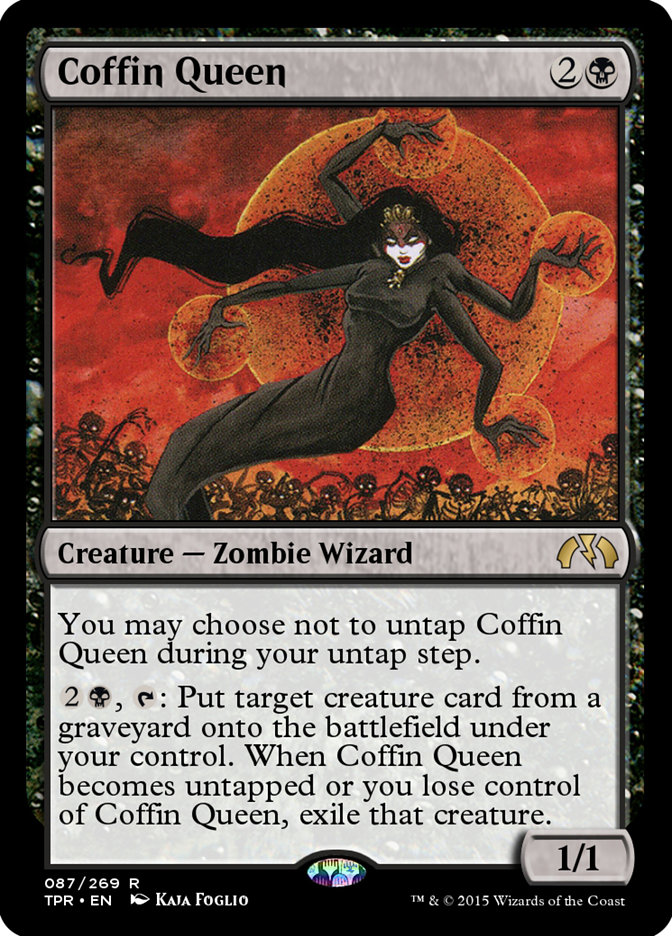 Coffin Queen 2
Creature — Zombie Wizard
You may choose not to untap Coffin
Queen during your untap step.
2 , : Put target creature card from a
graveyard onto the battlefield under
your control. When Coffin Queen
becomes untapped or you lose control
of Coffin Queen, exile that creature.
1/1
087/269 R
TPR • EN Kaja Foglio
™ & © 2015 Wizards of the Coast